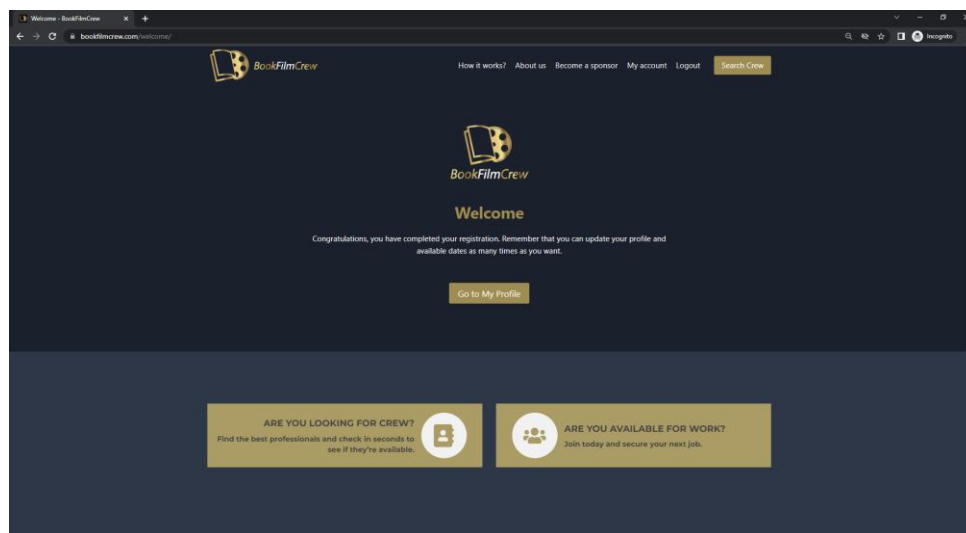 Welcome - BookFilmCrew
bookfilmcrew.com/welcome/
Incognito
BookFilmCrew
How it works? About us Become a sponsor My account Logout Search Crew
BookFilmCrew
Welcome
Congratulations, you have completed your registration. Remember that you can update your profile and
available dates as many times as you want.
Go to My Profile
ARE YOU LOOKING FOR CREW?
Find the best professionals and check in seconds to
see if they're available.
ARE YOU AVAILABLE FOR WORK?
Join today and secure your next job.